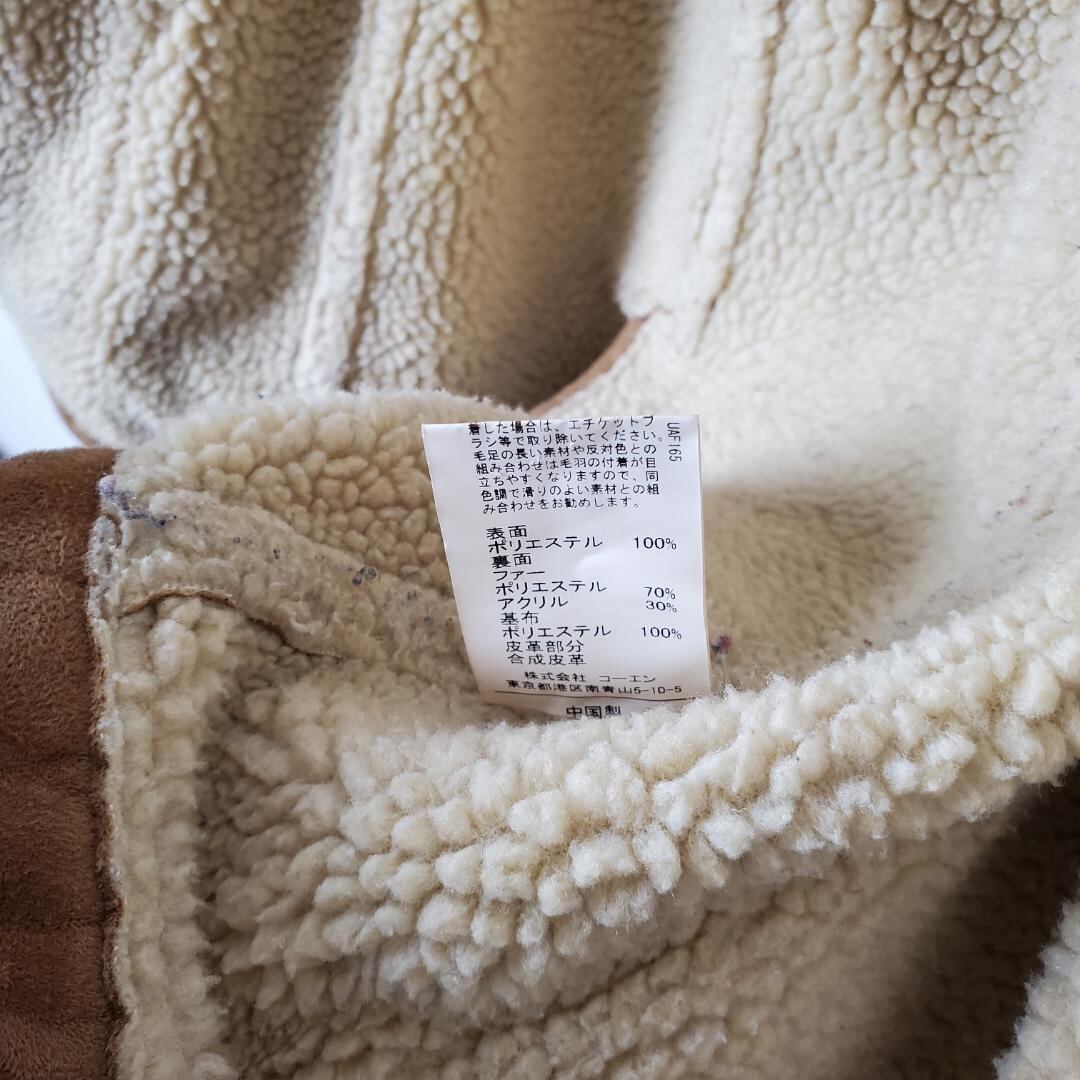 着した場合は、エチケットブ
ラシ等で取り除いてください。
毛足の長い素材や反対色との
組み合わせは毛羽の付着が目
立ちやすくなりますので、同
色調で滑りのよい素材との組
み合わせをお勧めします。
UAF165
表面
ポリエステル 100%
裏面
ファー
ポリエステル 70%
アクリル 30%
基布
ポリエステル 100%
皮革部分
合成皮革
株式会社 コーエン
東京都港区南青山5-10-5
中国製